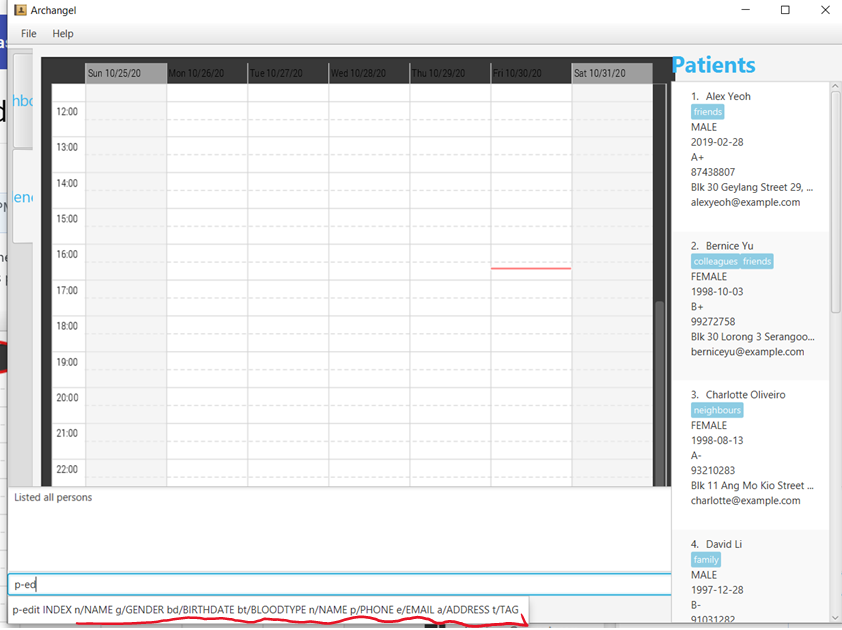 Archangel
File Help
Sun 10/25/20 Mon 10/26/20 Tue 10/27/20 Wed 10/28/20 Thu 10/29/20 Fri 10/30/20 Sat 10/31/20
12:00
13:00
14:00
15:00
16:00
17:00
18:00
19:00
20:00
21:00
22:00
Patients
1. Alex Yeoh
friends
MALE
2019-02-28
A+
87438807
Blk 30 Geylang Street 29, ...
alexyeoh@example.com
2. Bernice Yu
colleagues friends
FEMALE
1998-10-03
B+
99272758
Blk 30 Lorong 3 Serangoo...
berniceyu@example.com
3. Charlotte Oliveiro
neighbours
FEMALE
1998-08-13
A-
93210283
Blk 11 Ang Mo Kio Street ...
charlotte@example.com
4. David Li
family
MALE
1997-12-28
B-
91031282
Listed all persons
p-ed
p-edit INDEX n/NAME g/GENDER bd/BIRTHDATE bt/BLOODTYPE n/NAME p/PHONE e/EMAIL a/ADDRESS t/TAG